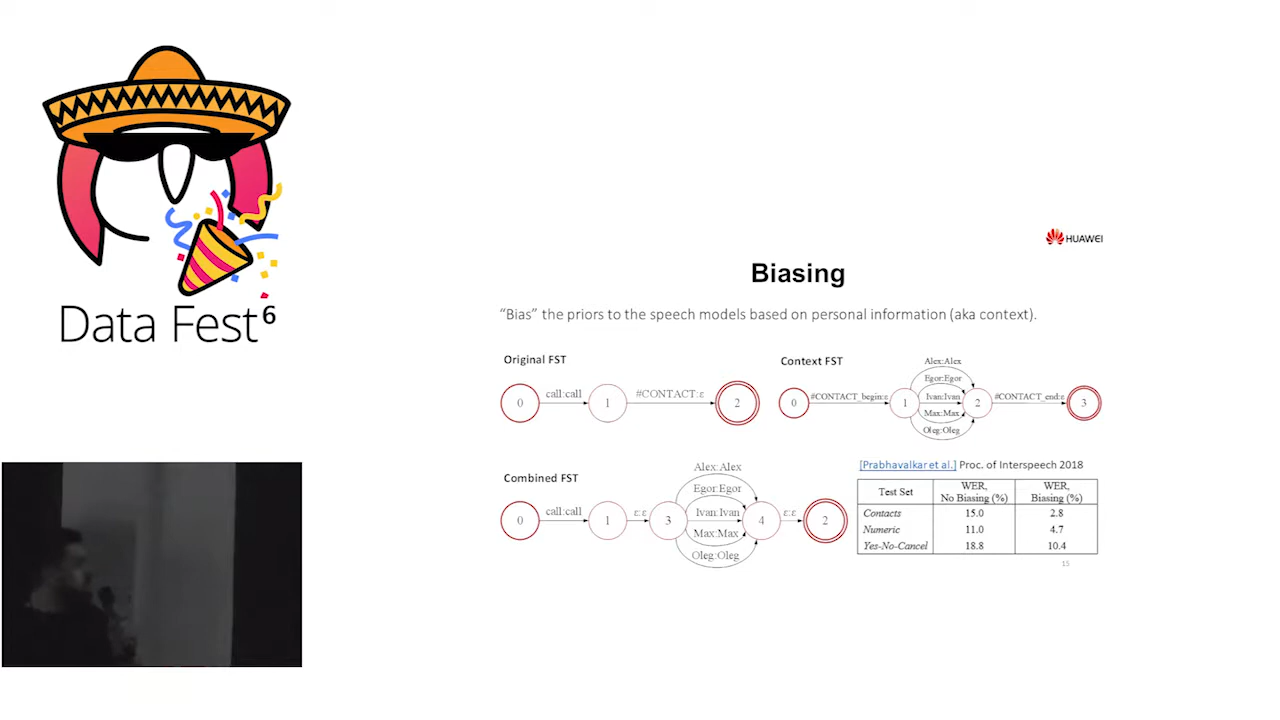 Data Fest⁶
HUAWEI
Biasing
“Bias” the priors to the speech models based on personal information (aka context).
Original FST
0 call:call 1 #CONTACT:ε 2
Context FST
Alex:Alex
Egor:Egor
0 #CONTACT_begin:ε 1 Ivan:Ivan 2 #CONTACT_end:ε 3
Max:Max
Oleg:Oleg
Combined FST
Alex:Alex
Egor:Egor
0 call:call 1 ε:ε 3 Ivan:Ivan 4 ε:ε 2
Max:Max
Oleg:Oleg
[Prabhavalkar et al.] Proc. of Interspeech 2018
Test Set WER, No Biasing (%) WER, Biasing (%)
Contacts 15.0 2.8
Numeric 11.0 4.7
Yes-No-Cancel 18.8 10.4
15